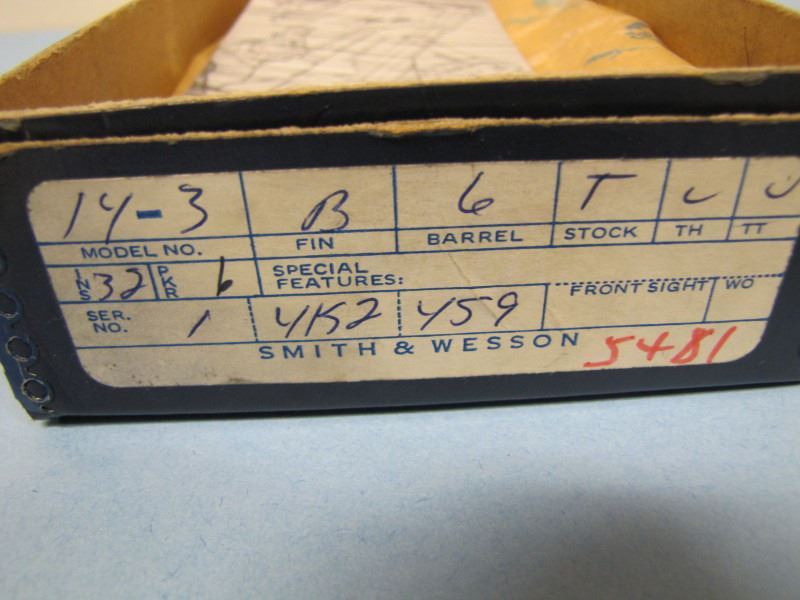 14-3 B 6 T C J
MODEL NO. FIN BARREL STOCK TH TT
INS 32 PKR b SPECIAL FEATURES: FRONT SIGHT WO
SER. NO. 1 4K2 459
SMITH & WESSON 5481